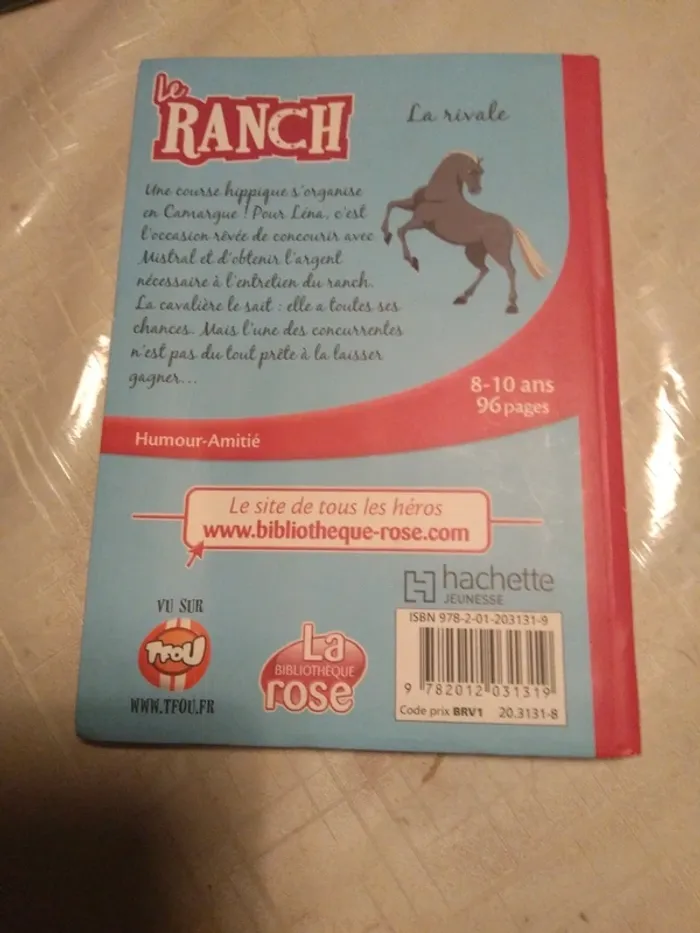 Le
RANCH
La rivale
Une course hippique s'organise
en Camargue ! Pour Léna, c'est
l'occasion rêvée de concourir avec
Mistral et d'obtenir l'argent
nécessaire à l'entretien du ranch.
La cavalière le sait : elle a toutes ses
chances. Mais l'une des concurrentes
n'est pas du tout prête à la laisser
gagner...
8-10 ans
96 pages
Humour-Amitié
Le site de tous les héros
www.bibliotheque-rose.com
hachette
JEUNESSE
ISBN 978-2-01-203131-9
9 782012 031319
Code prix BRV1 20.3131-8
VU SUR
TFOU
WWW.TFOU.FR
La
BIBLIOTHÈQUE
rose